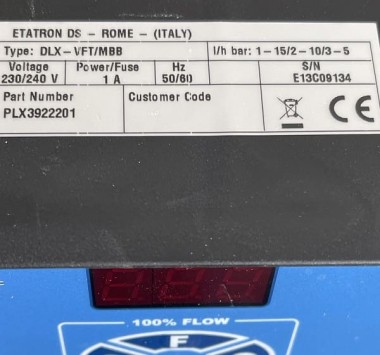 ETATRON DS - ROME - (ITALY)
Type: DLX-VFT/MBB l/h bar: 1-15/2-10/3-5
Voltage Power/Fuse Hz S/N
230/240 V 1 A 50/60 E13C09134
Part Number Customer Code
PLX3922201
CE
100% FLOW
F